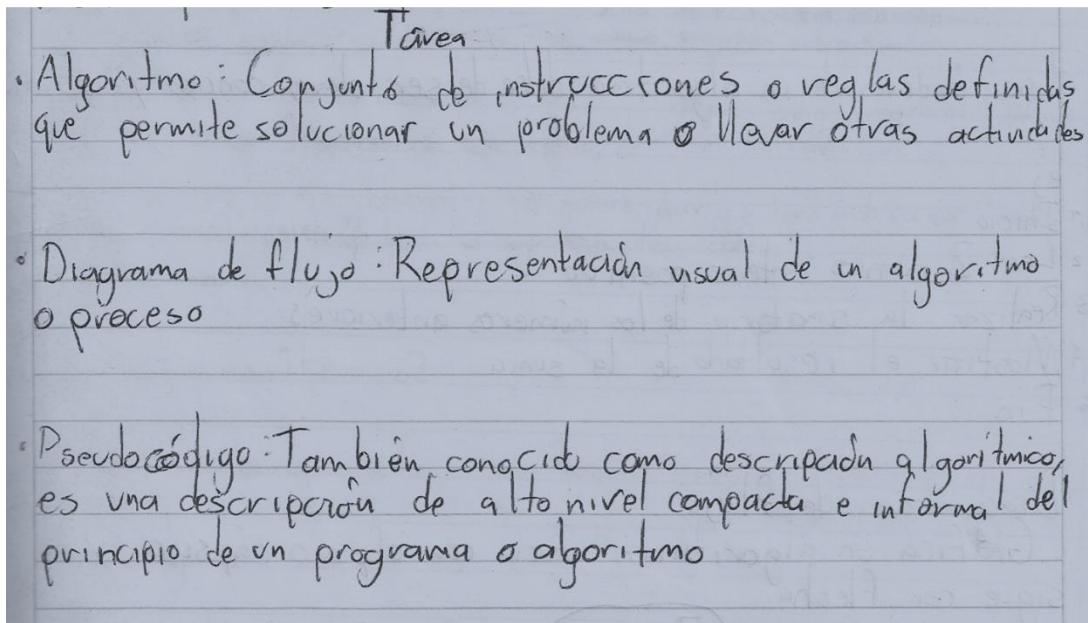 Tarea
• Algoritmo: Conjunto de instrucciones o reglas definidas
que permite solucionar un problema o llevar otras actividades
• Diagrama de flujo: Representación visual de un algoritmo
o proceso
• Pseudocódigo: También conocido como descripción algorítmico,
es una descripción de alto nivel compacta e informal del
principio de un programa o algoritmo